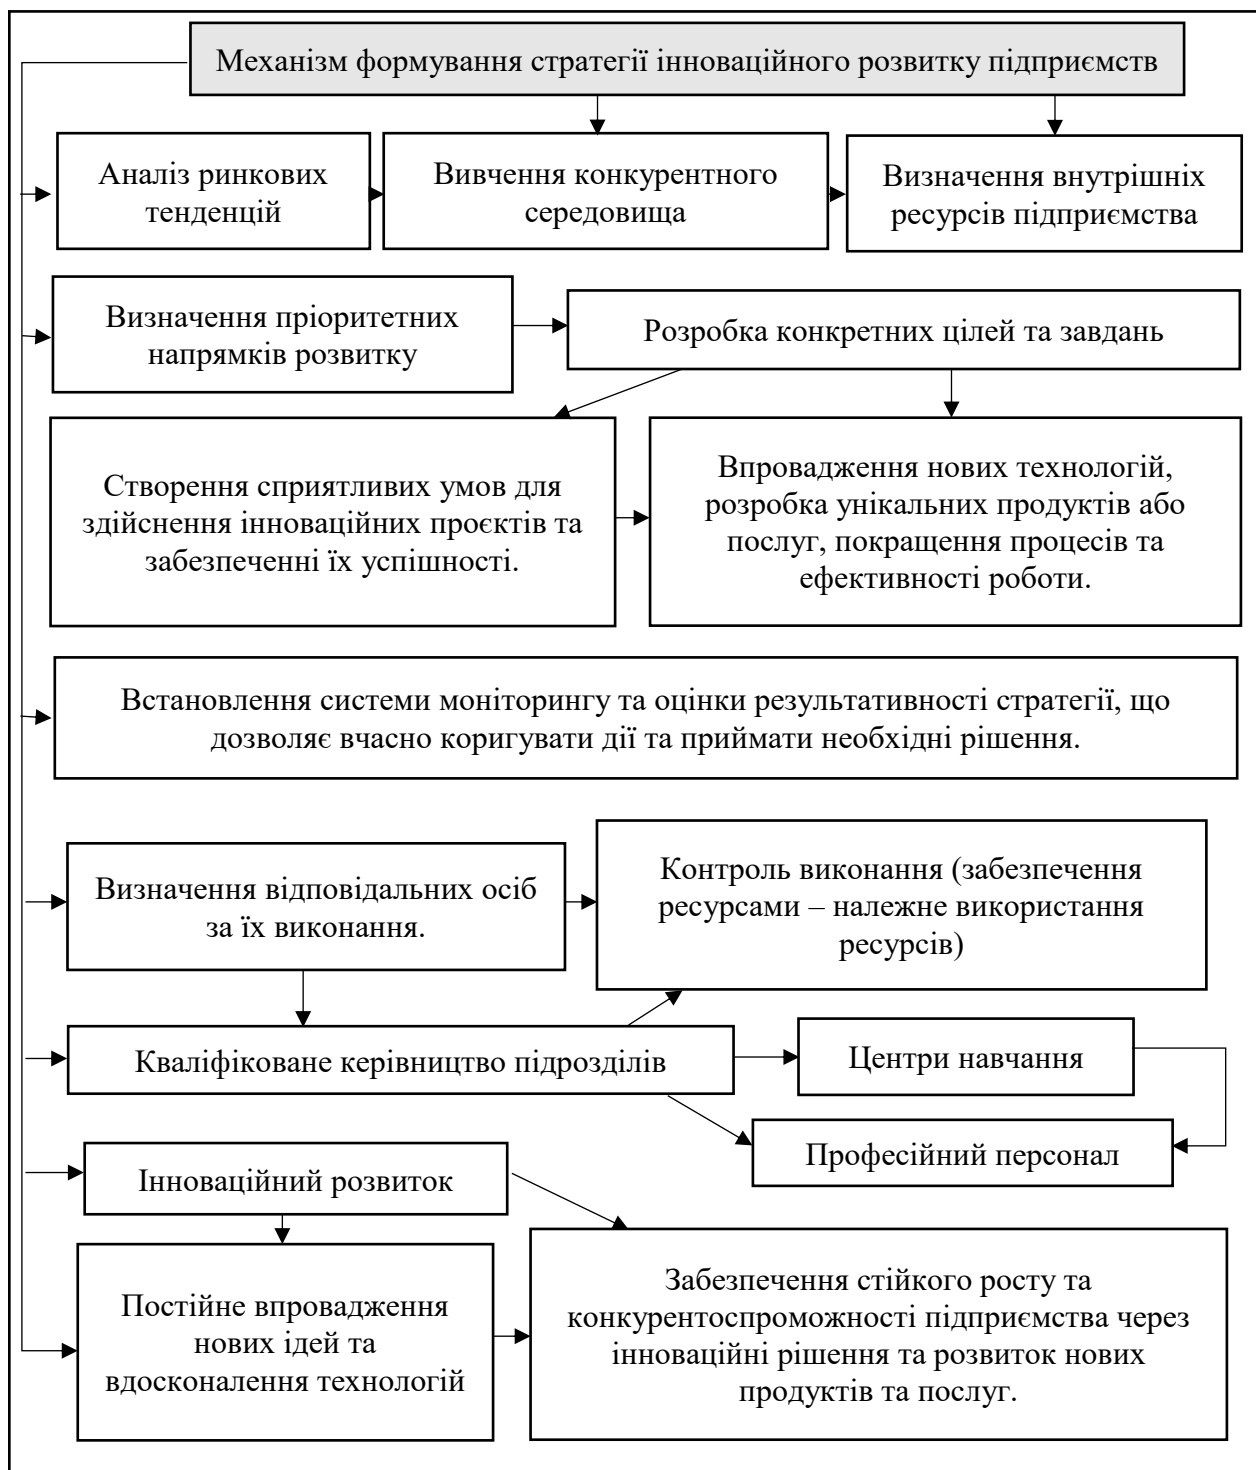 Механізм формування стратегії інноваційного розвитку підприємств
Аналіз ринкових
тенденцій
Вивчення конкурентного
середовища
Визначення внутрішніх
ресурсів підприємства
Визначення пріоритетних
напрямків розвитку
Розробка конкретних цілей та завдань
Створення сприятливих умов для
здійснення інноваційних проєктів та
забезпеченні їх успішності.
Впровадження нових технологій,
розробка унікальних продуктів або
послуг, покращення процесів та
ефективності роботи.
Встановлення системи моніторингу та оцінки результативності стратегії, що
дозволяє вчасно коригувати дії та приймати необхідні рішення.
Визначення відповідальних осіб
за їх виконання.
Контроль виконання (забезпечення
ресурсами – належне використання
ресурсів)
Кваліфіковане керівництво підрозділів
Центри навчання
Професійний персонал
Інноваційний розвиток
Постійне впровадження
нових ідей та
вдосконалення технологій
Забезпечення стійкого росту та
конкурентоспроможності підприємства через
інноваційні рішення та розвиток нових
продуктів та послуг.